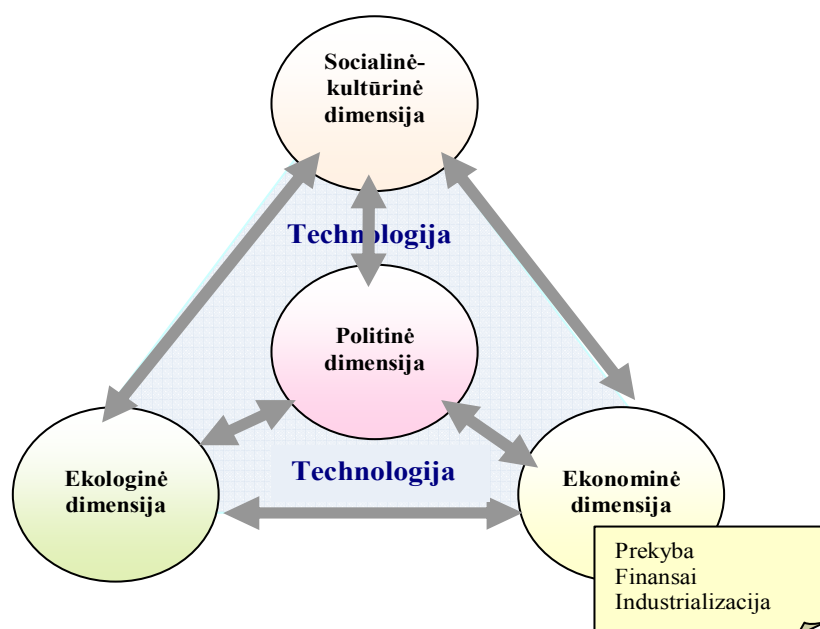 Socialinė-
kultūrinė
dimensija
Technologija
Politinė
dimensija
Technologija
Ekologinė
dimensija
Ekonominė
dimensija
Prekyba
Finansai
Industrializacija